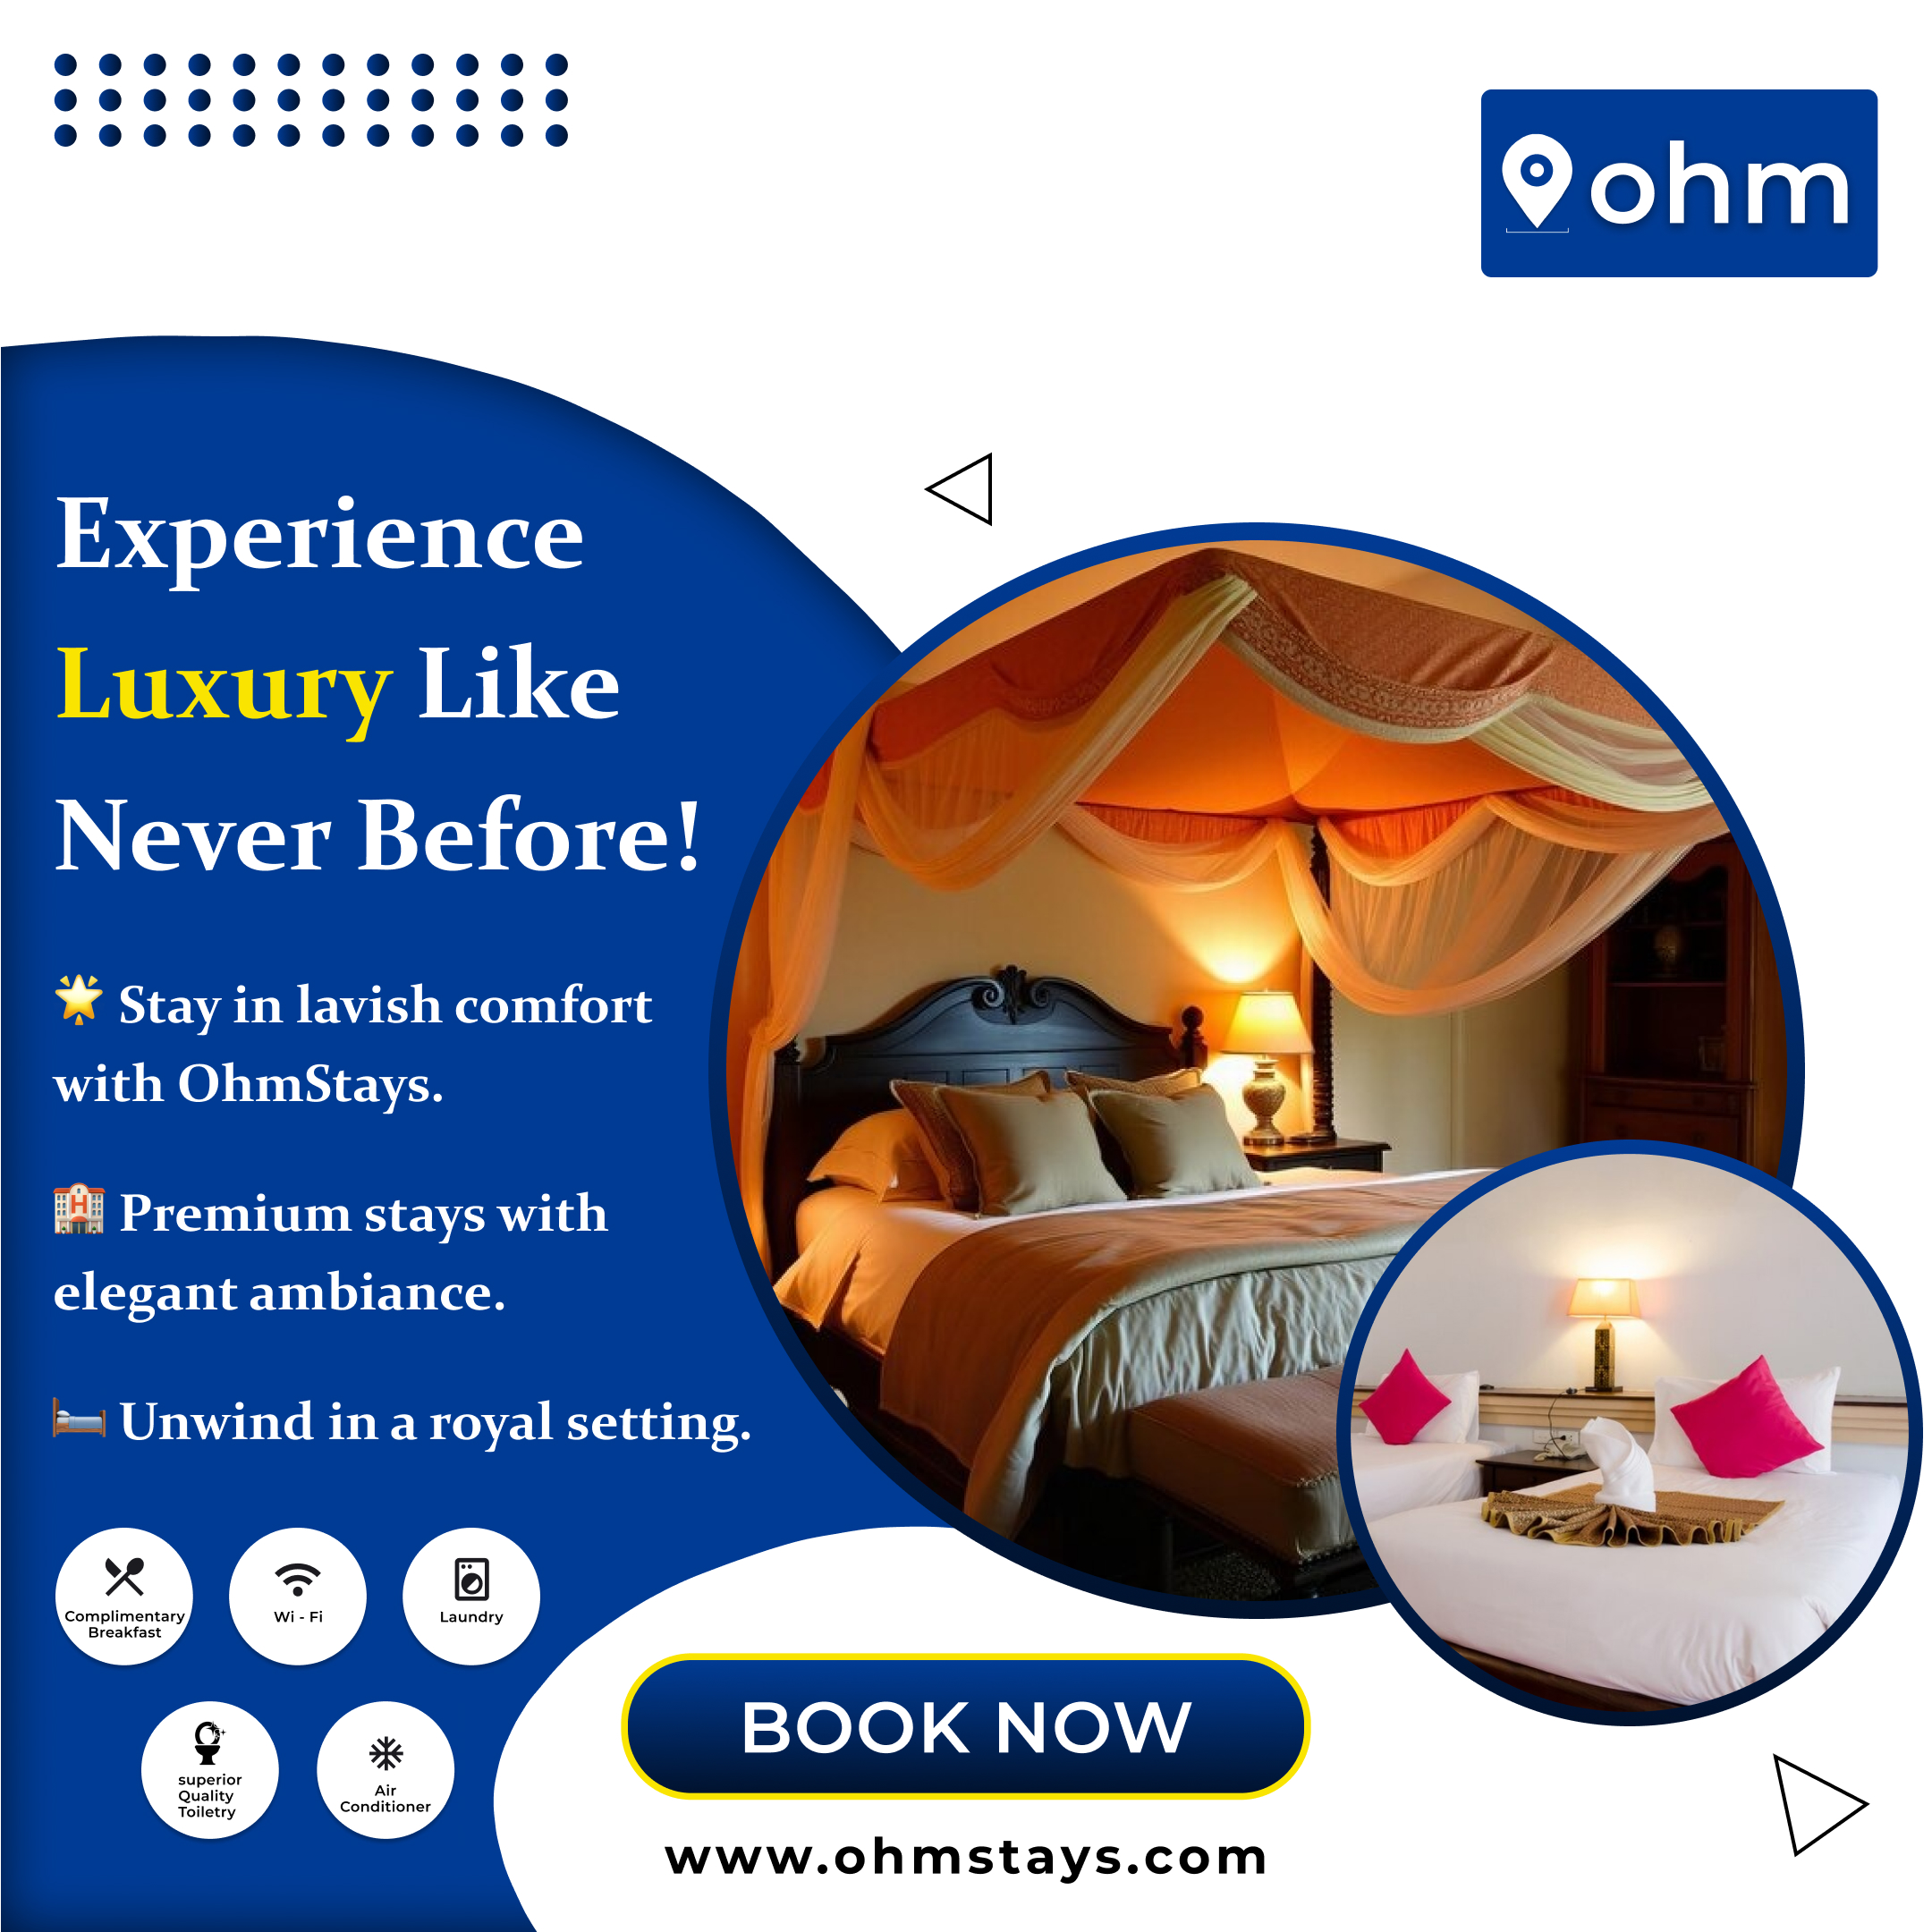 ohm
Experience
Luxury Like
Never Before!
🌟 Stay in lavish comfort
with OhmStays.
🏨 Premium stays with
elegant ambiance.
🛏️ Unwind in a royal setting.
Complimentary
Breakfast
Wi - Fi
Laundry
superior
Quality
Toiletry
Air
Conditioner
BOOK NOW
www.ohmstays.com